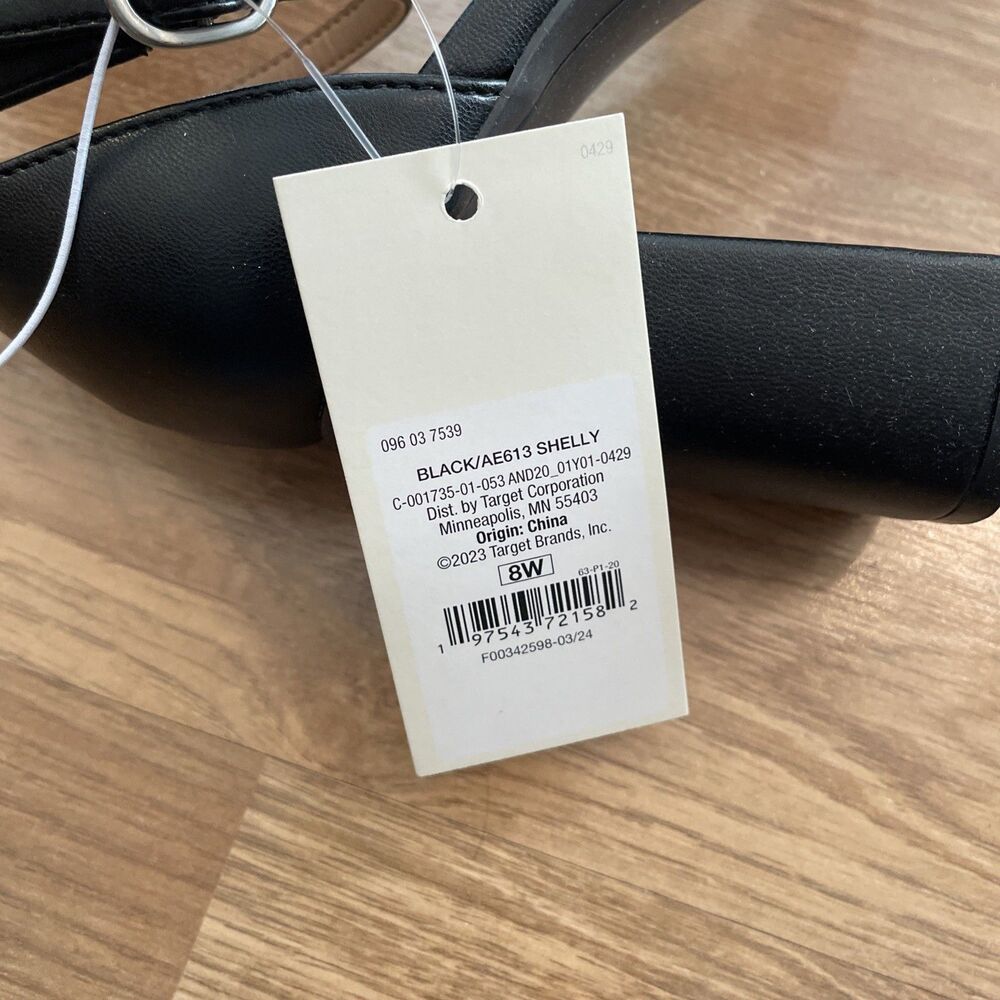 0429
096 03 7539
BLACK/AE613 SHELLY
C-001735-01-053 AND20_01Y01-0429
Dist. by Target Corporation
Minneapolis, MN 55403
Origin: China
©2023 Target Brands, Inc.
8W
63-P1-20
1 97543 72158 2
F00342598-03/24